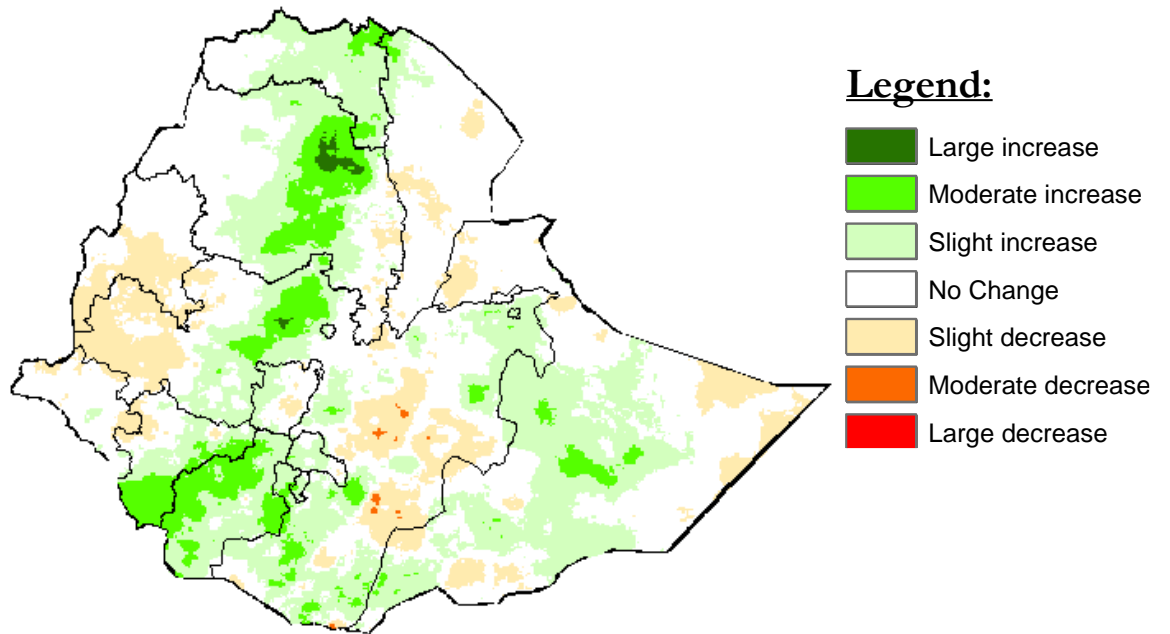 Legend:
Large increase
Moderate increase
Slight increase
No Change
Slight decrease
Moderate decrease
Large decrease